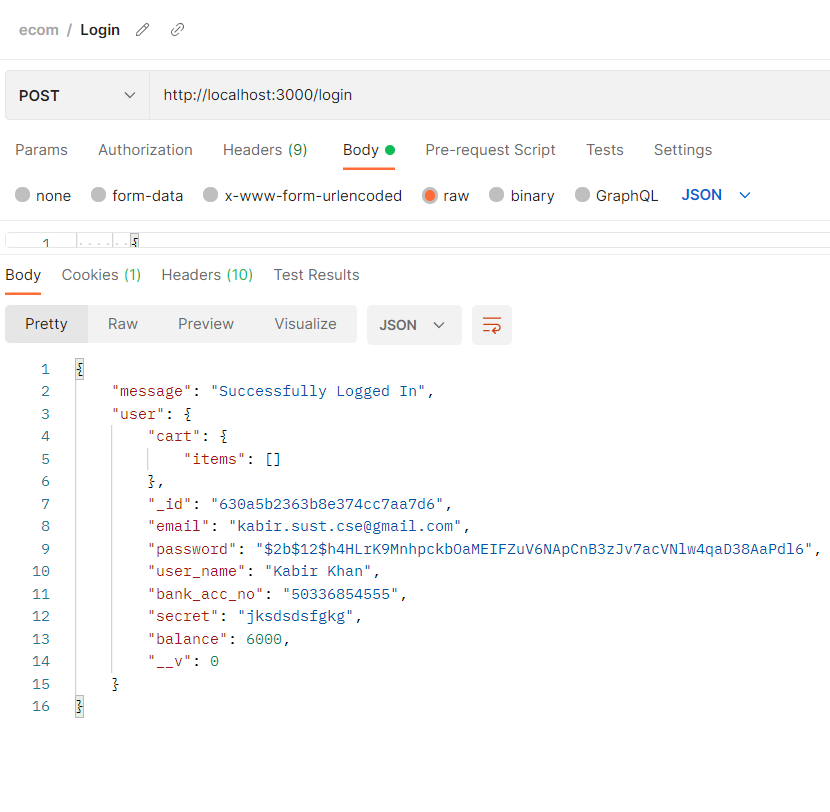 ecom / Login
POST http://localhost:3000/login
Params Authorization Headers (9) Body Pre-request Script Tests Settings
none form-data x-www-form-urlencoded raw binary GraphQL JSON
1 {
Body Cookies (1) Headers (10) Test Results
Pretty Raw Preview Visualize JSON
1 {
2 "message": "Successfully Logged In",
3 "user": {
4 "cart": {
5 "items": []
6 },
7 "_id": "630a5b2363b8e374cc7aa7d6",
8 "email": "kabir.sust.cse@gmail.com",
9 "password": "$2b$12$h4HLrK9MnhpckbOaMEIFZuV6NApCnB3zJv7acVNlw4qaD38AaPdl6",
10 "user_name": "Kabir Khan",
11 "bank_acc_no": "50336854555",
12 "secret": "jksdsdsfgkg",
13 "balance": 6000,
14 "__v": 0
15 }
16 }